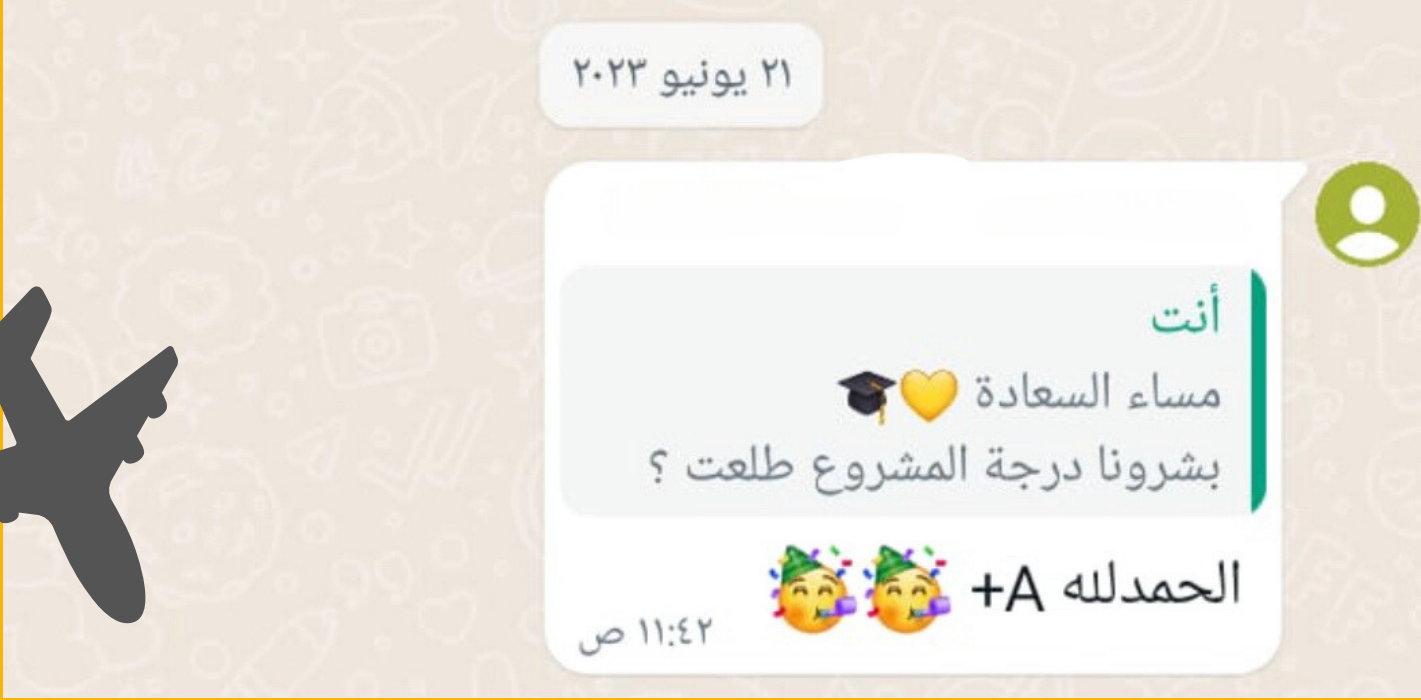 ٢١ يونيو ٢٠٢٣
أنت
مساء السعادة 💛🎓
بشرونا درجة المشروع طلعت ؟
الحمدلله A+ 🥳🥳
١١:٤٢ ص